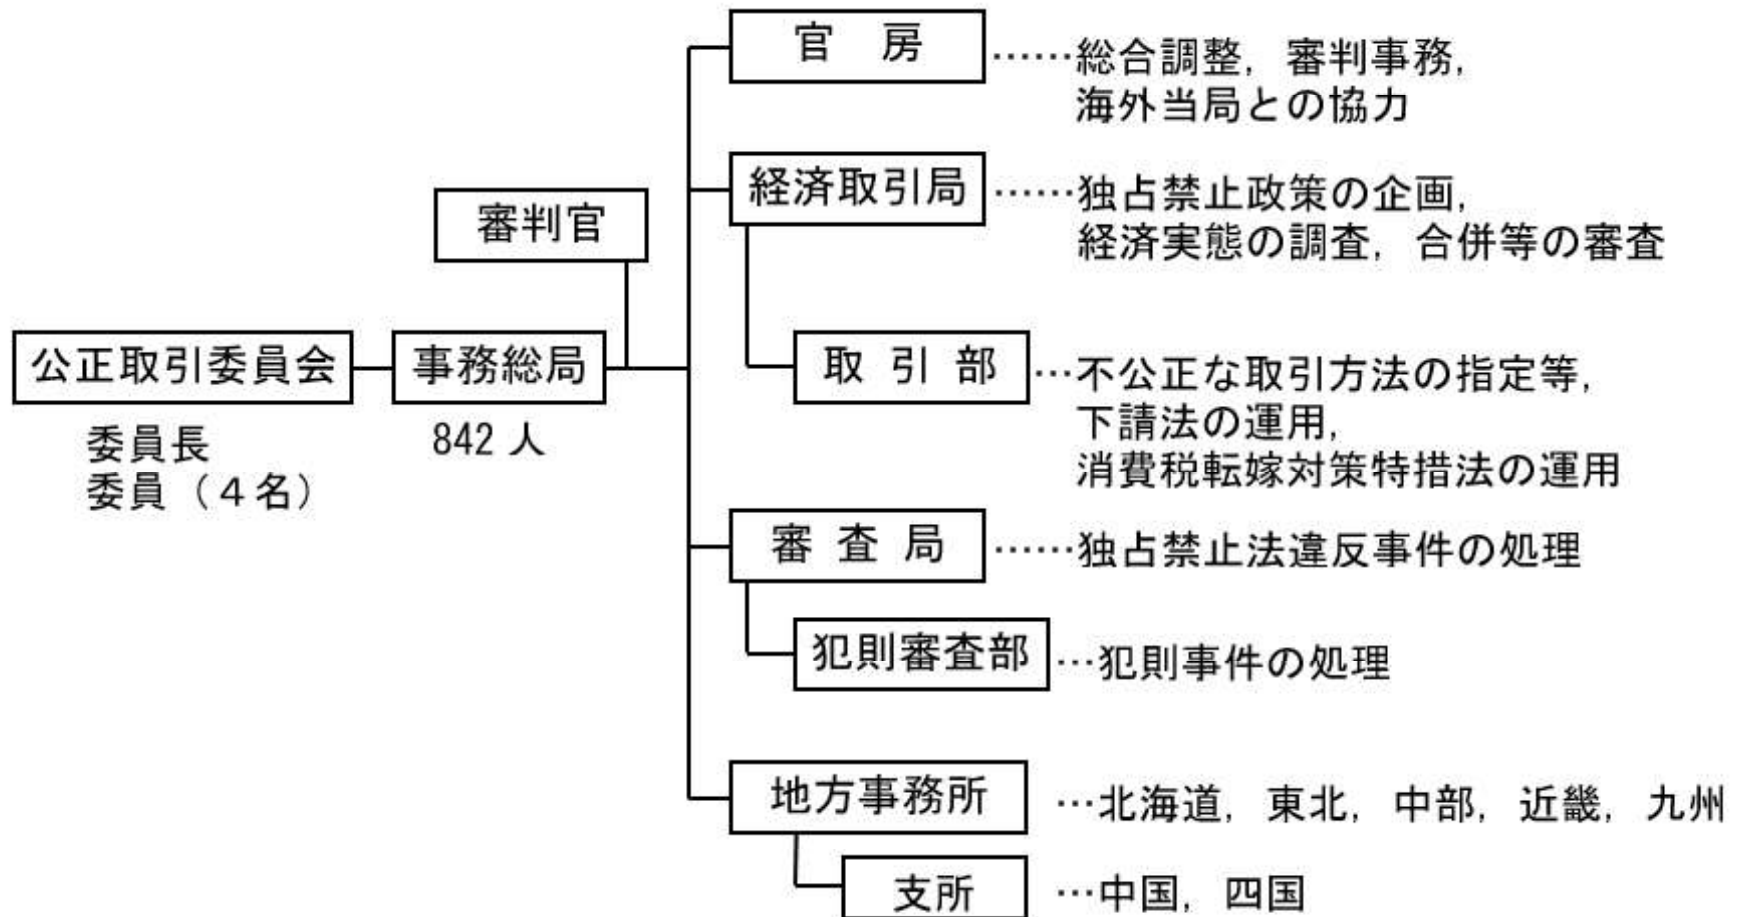 官 房
……総合調整，審判事務，
海外当局との協力
経済取引局
……独占禁止政策の企画，
経済実態の調査，合併等の審査
審判官
公正取引委員会
事務総局
取 引 部
…不公正な取引方法の指定等，
下請法の運用，
消費税転嫁対策特措法の運用
委員長
委員（４名）
842 人
審 査 局
……独占禁止法違反事件の処理
犯則審査部
…犯則事件の処理
地方事務所
…北海道，東北，中部，近畿，九州
支所
…中国，四国